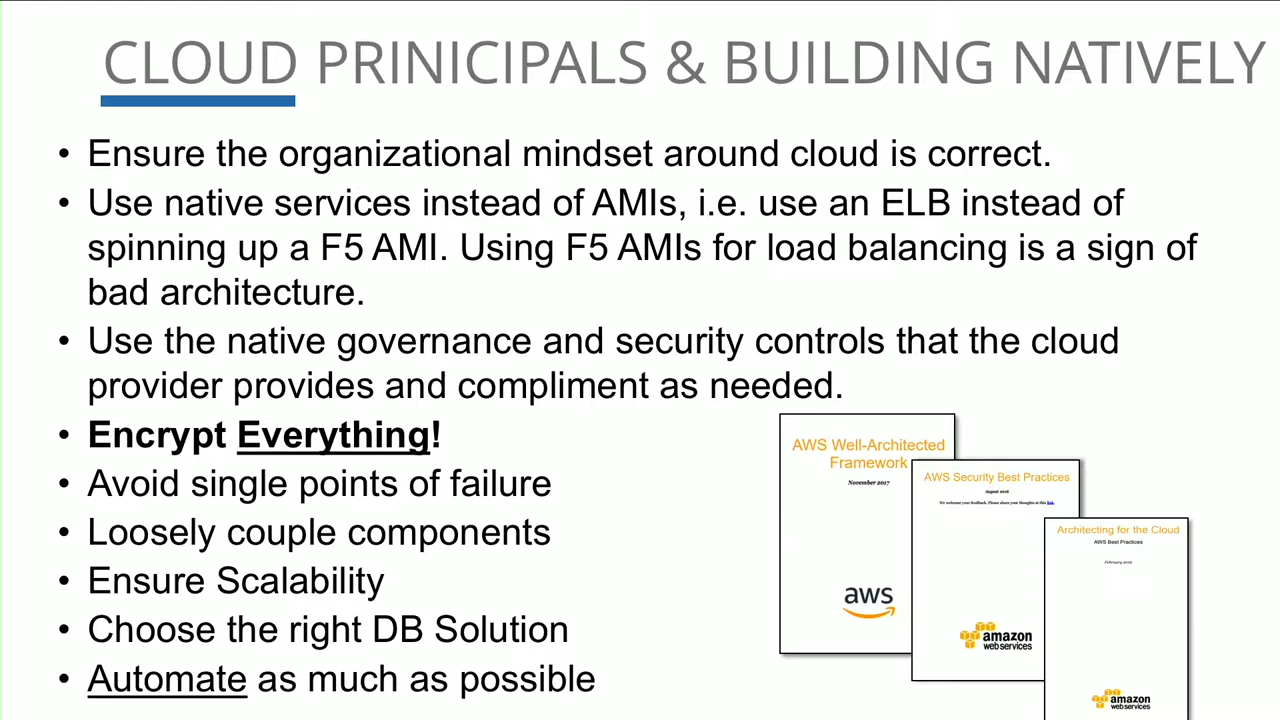 CLOUD PRINICIPALS & BUILDING NATIVELY
• Ensure the organizational mindset around cloud is correct.
• Use native services instead of AMIs, i.e. use an ELB instead of
spinning up a F5 AMI. Using F5 AMIs for load balancing is a sign of
bad architecture.
• Use the native governance and security controls that the cloud
provider provides and compliment as needed.
• Encrypt Everything!
• Avoid single points of failure
• Loosely couple components
• Ensure Scalability
• Choose the right DB Solution
• Automate as much as possible
AWS Well-Architected
Framework
November 2017
aws
AWS Security Best Practices
August 2016
We welcome your feedback. Please share your thoughts at this link.
amazon
webservices
Architecting for the Cloud
AWS Best Practices
February 2016
amazon
webservices